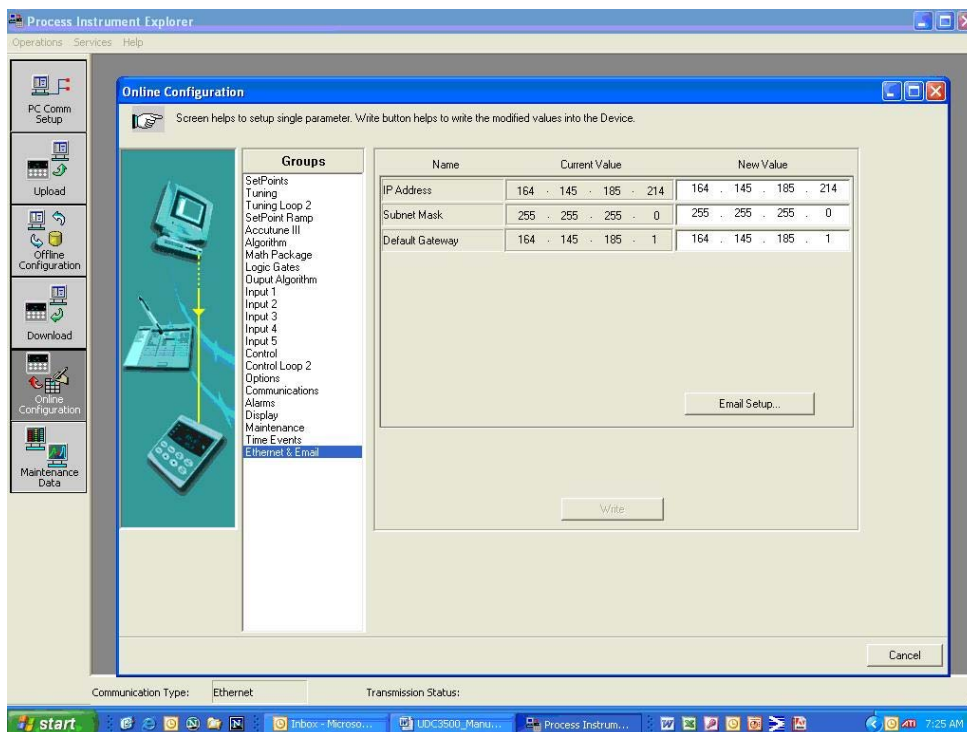 Process Instrument Explorer
Operations Services Help
PC Comm
Setup
Upload
Offline
Configuration
Download
Online
Configuration
Maintenance
Data
Online Configuration
Screen helps to setup single parameter. Write button helps to write the modified values into the Device.
Groups
SetPoints
Tuning
Tuning Loop 2
SetPoint Ramp
Accutune III
Algorithm
Math Package
Logic Gates
Ouput Algorithm
Input 1
Input 2
Input 3
Input 4
Input 5
Control
Control Loop 2
Options
Communications
Alarms
Display
Maintenance
Time Events
Ethernet & Email
Name Current Value New Value
IP Address 164 . 145 . 185 . 214 164 . 145 . 185 . 214
Subnet Mask 255 . 255 . 255 . 0 255 . 255 . 255 . 0
Default Gateway 164 . 145 . 185 . 1 164 . 145 . 185 . 1
Email Setup...
Write
Cancel
Communication Type: Ethernet Transmission Status:
start Inbox - Microso... UDC3500_Manu... Process Instrum... 7:25 AM